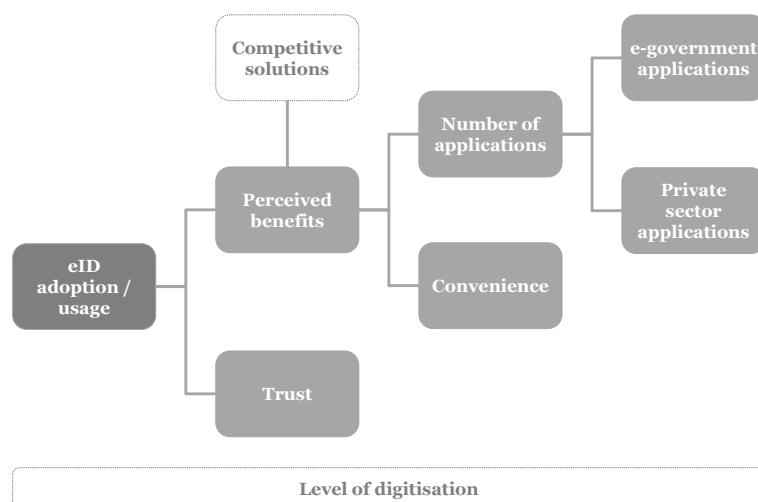 Competitive
solutions
e-government
applications
Number of
applications
Perceived
benefits
Private
sector
applications
eID
adoption /
usage
Convenience
Trust
Level of digitisation